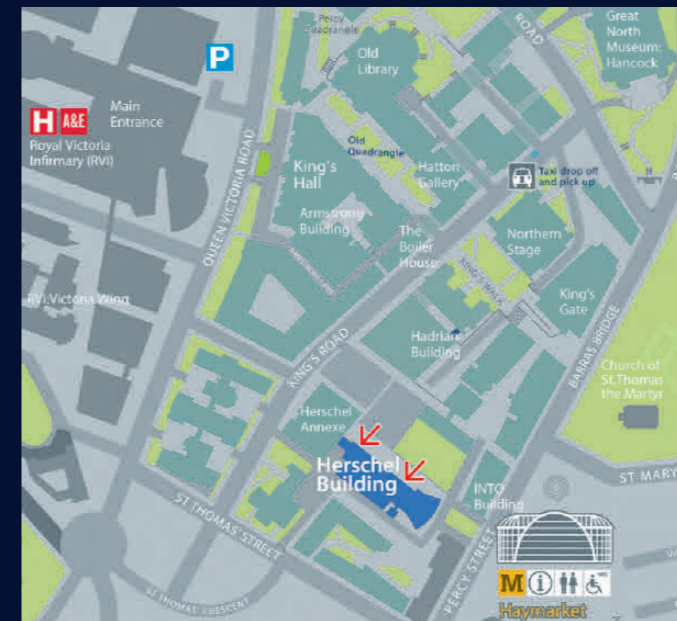 Percy
Quadrangle
Old
Library
ROAD
Great
North
Museum:
Hancock
P
H A&E
Main
Entrance
Royal Victoria
Infirmary (RVI)
QUEEN VICTORIA ROAD
Old
Quadrangle
King's
Hall
Hatton
Gallery
Taxi drop off
and pick up
Armstrong
Building
The
Boiler
House
Northern
Stage
KING'S WALK
RVI Victoria Wing
King's
Gate
KING'S ROAD
Hadrian
Building
BARRAS BRIDGE
Church of
St.Thomas
the Martyr
Herschel
Annexe
Herschel
Building
INTO
Building
ST MARY
ST THOMAS' STREET
PERCY STREET
ST THOMAS' CRESCENT
M i
Haymarket